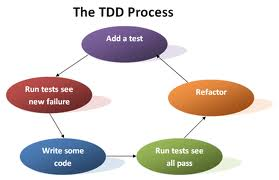 The TDD Process
Add a test
Run tests see
new failure
Write some
code
Run tests see
all pass
Refactor